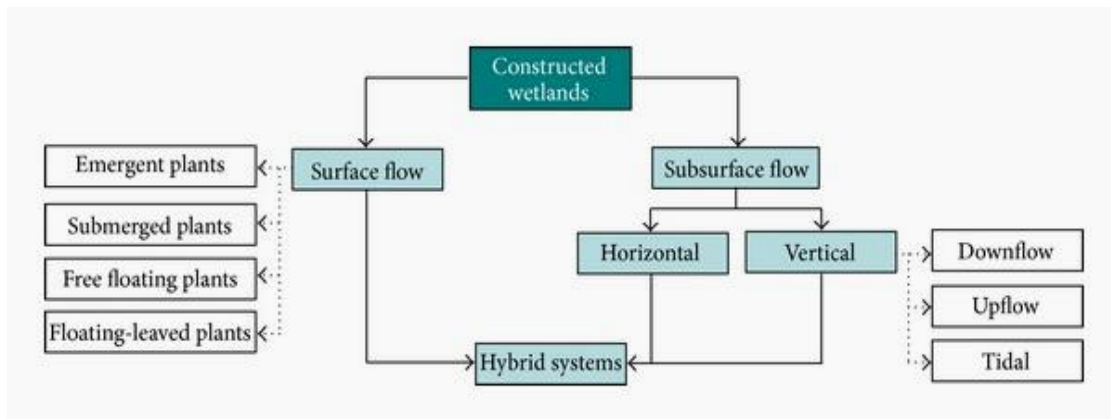 Constructed
wetlands
Emergent plants
Surface flow
Subsurface flow
Submerged plants
Horizontal
Vertical
Downflow
Free floating plants
Upflow
Floating-leaved plants
Hybrid systems
Tidal